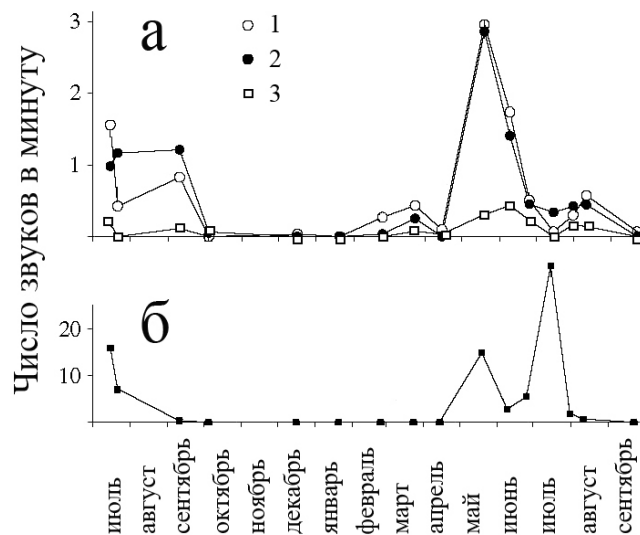 Число звуков в минуту
а
3
2
1
1
2
3
б
20
10
июль
август
сентябрь
октябрь
ноябрь
декабрь
январь
февраль
март
апрель
май
июнь
июль
август
сентябрь